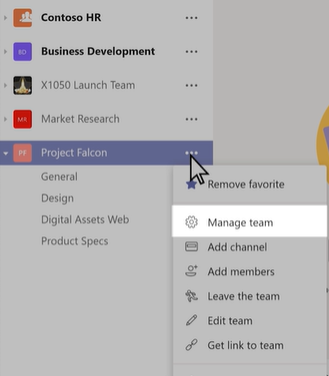 Contoso HR
BD
Business Development
X1050 Launch Team
MR
Market Research
PF
Project Falcon
General
Design
Digital Assets Web
Product Specs
Remove favorite
Manage team
Add channel
Add members
Leave the team
Edit team
Get link to team